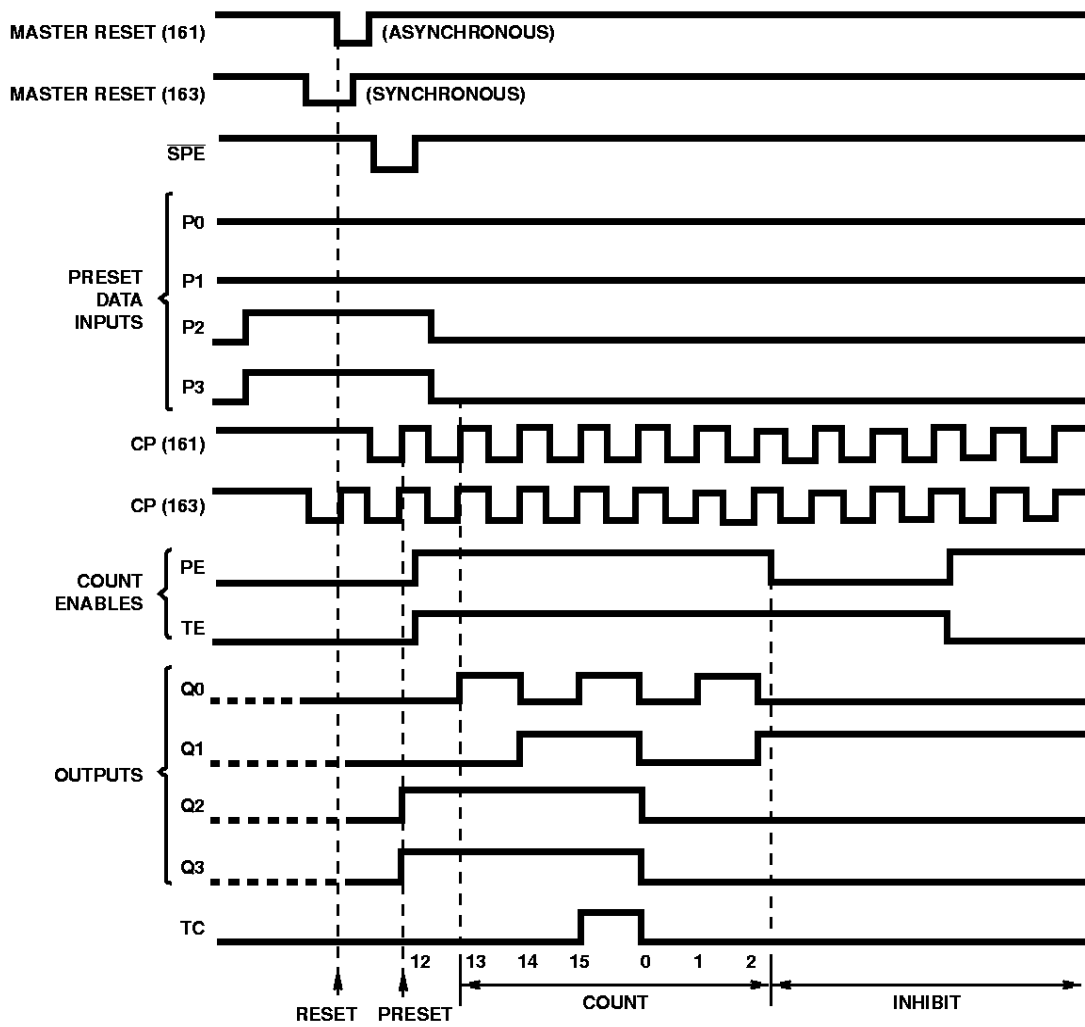 MASTER RESET (161)
(ASYNCHRONOUS)
MASTER RESET (163)
(SYNCHRONOUS)
SPE
PRESET
DATA
INPUTS
P0
P1
P2
P3
CP (161)
CP (163)
COUNT
ENABLES
PE
TE
OUTPUTS
Q0
Q1
Q2
Q3
TC
12 13 14 15 0 1 2
RESET PRESET COUNT INHIBIT